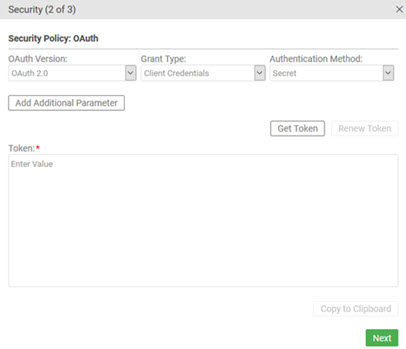 Security (2 of 3)
Security Policy: OAuth
OAuth Version: Grant Type: Authentication Method:
OAuth 2.0 Client Credentials Secret
Add Additional Parameter
Get Token Renew Token
Token: *
Enter Value
Copy to Clipboard
Next